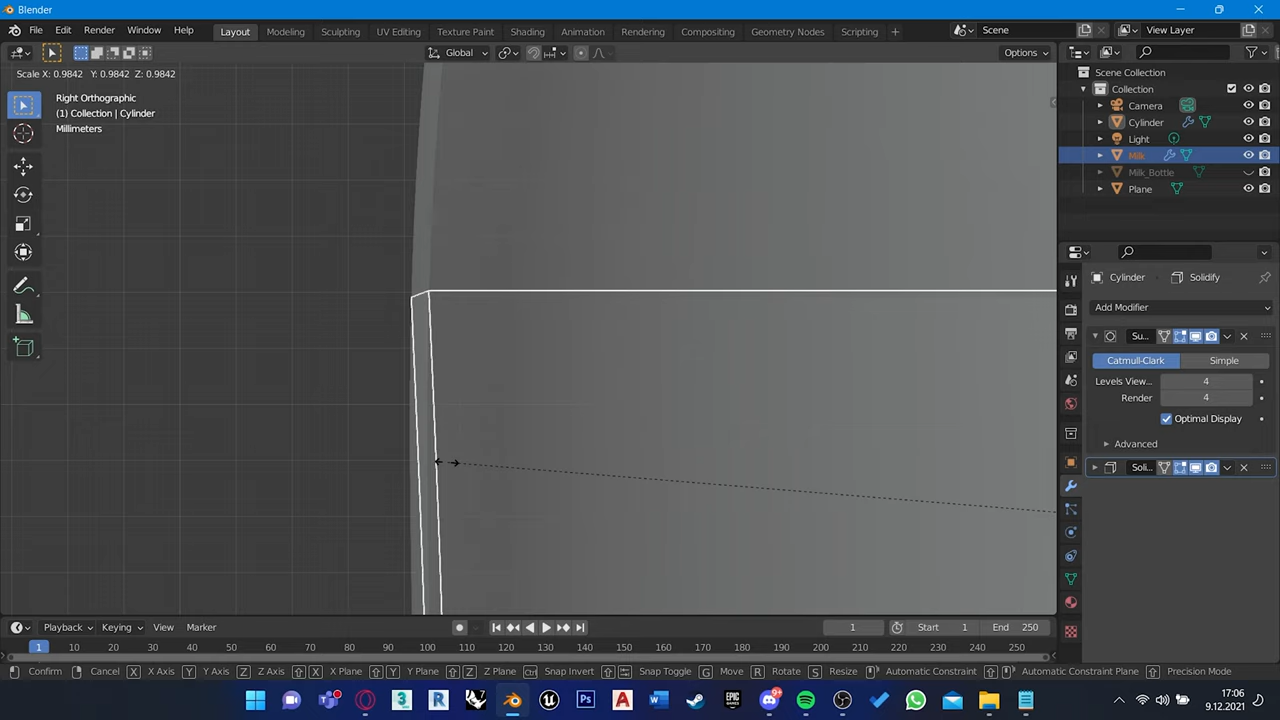 Blender
File Edit Render Window Help
Layout Modeling Sculpting UV Editing Texture Paint Shading Animation Rendering Compositing Geometry Nodes Scripting +
Scene
View Layer
Global
Options
Scale X: 0.9842 Y: 0.9842 Z: 0.9842
Right Orthographic
(1) Collection | Cylinder
Millimeters
Scene Collection
Collection
Camera
Cylinder
Light
Milk
Milk_Bottle
Plane
Cylinder > Solidify
Add Modifier
Su...
Catmull-Clark Simple
Levels View... 4
Render 4
Optimal Display
Advanced
Soli...
Playback Keying View Marker
1 Start 1 End 250
1 10 20 30 40 50 60 70 80 90 100 110 120 130 140 150 160 170 180 190 200 210 220 230 240 250
Confirm Cancel X X Axis Y Y Axis Z Z Axis X X Plane Y Y Plane Z Z Plane Ctrl Snap Invert Snap Toggle G Move R Rotate S Resize Automatic Constraint Automatic Constraint Plane Precision Mode
17:06
9.12.2021